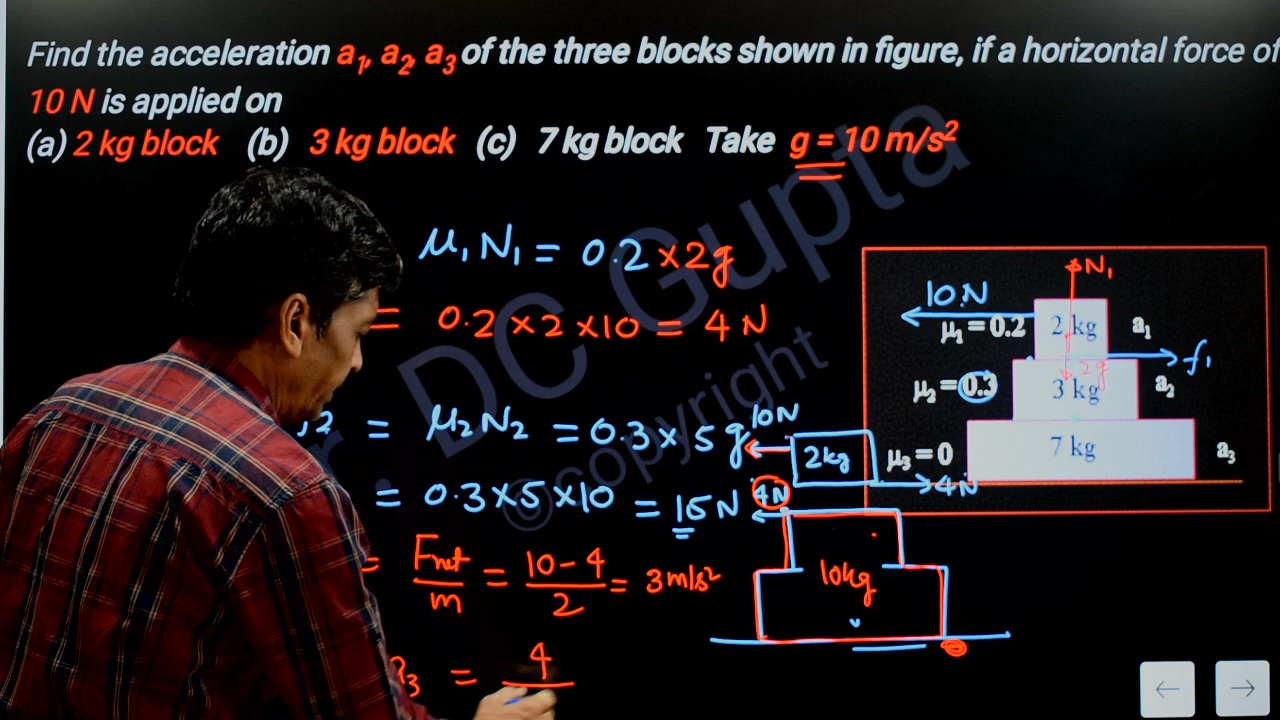 Find the acceleration a1, a2, a3 of the three blocks shown in figure, if a horizontal force of
10 N is applied on
(a) 2 kg block (b) 3 kg block (c) 7 kg block Take g = 10 m/s²
μ₁N₁ = 0.2 × 2g
= 0.2 × 2 × 10 = 4 N
2 = μ₂N₂ = 0.3 × 5g
= 0.3 × 5 × 10 = 15 N
= Fnet/m = (10 - 4)/2 = 3 m/s²
a₃ = 4
10N
2kg
4N
4N
10kg
N₁
10N
μ₁ = 0.2 2 kg a₁
f₁
2g
μ₂ = 0.3 3 kg a₂
μ₃ = 0 7 kg a₃
DC Gupta
©copyright
← →